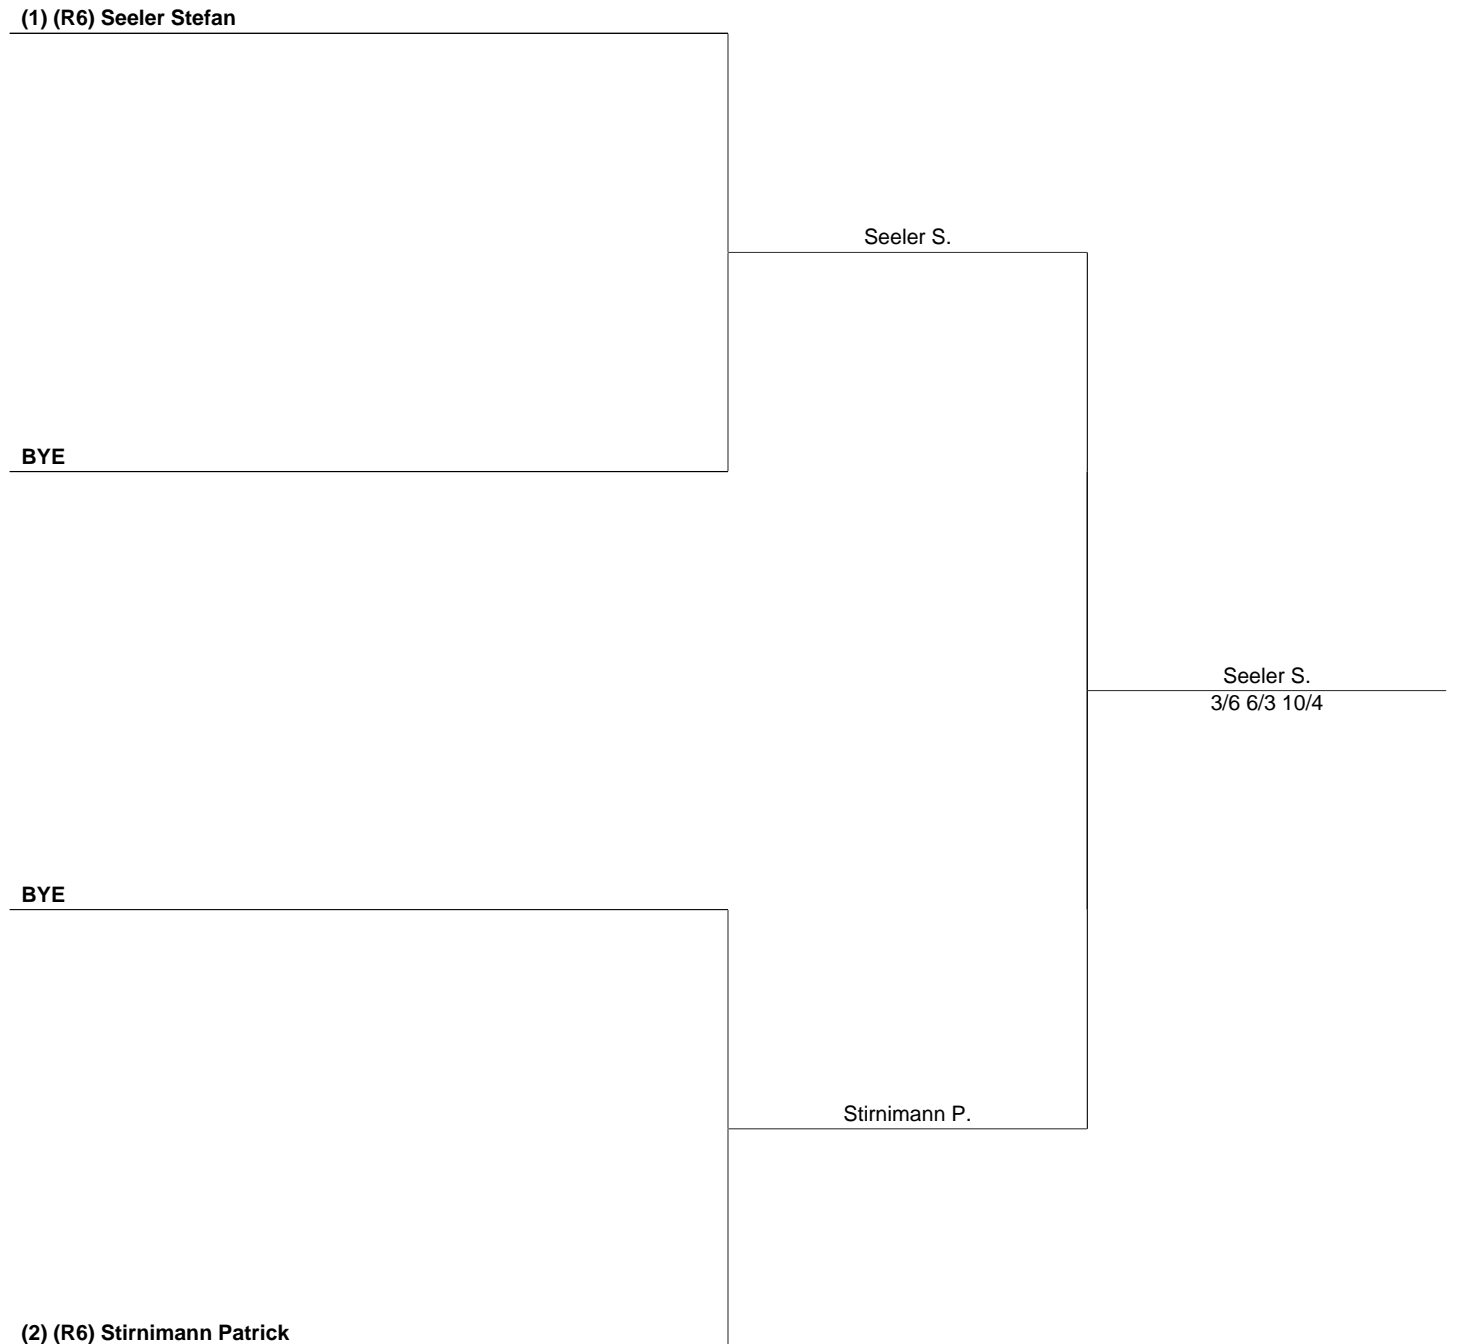 (1) (R6) Seeler Stefan
Seeler S.
BYE
Seeler S.
3/6 6/3 10/4
BYE
Stirnimann P.
(2) (R6) Stirnimann Patrick